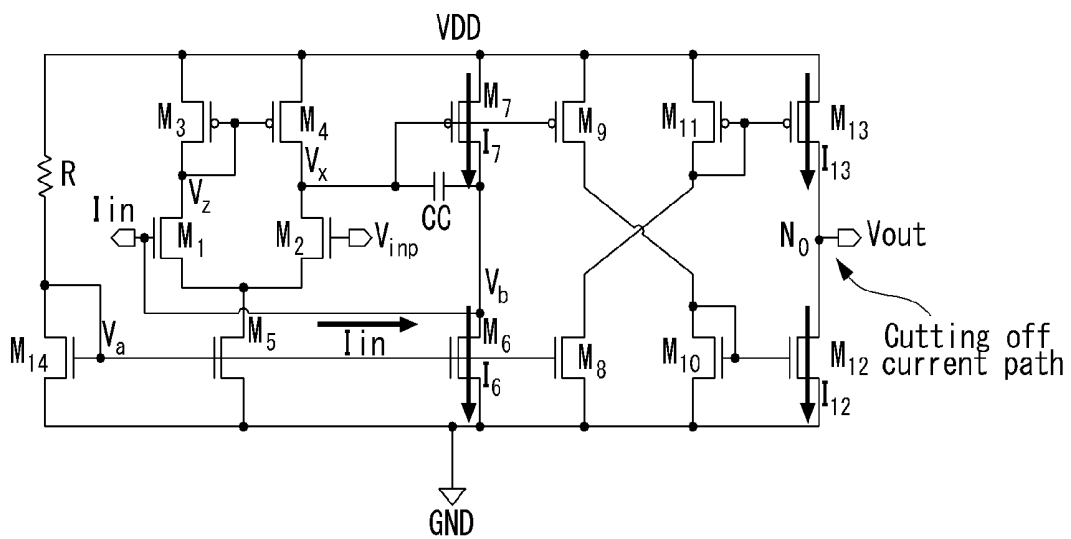 VDD
M3
M4
M7
M9
M11
M13
I7
I13
R
Vx
Vz
CC
Iin
M1
M2
Vinp
N0
Vout
Vb
Cutting off
current path
M14
Va
M5
Iin
M6
I6
M8
M10
M12
I12
GND